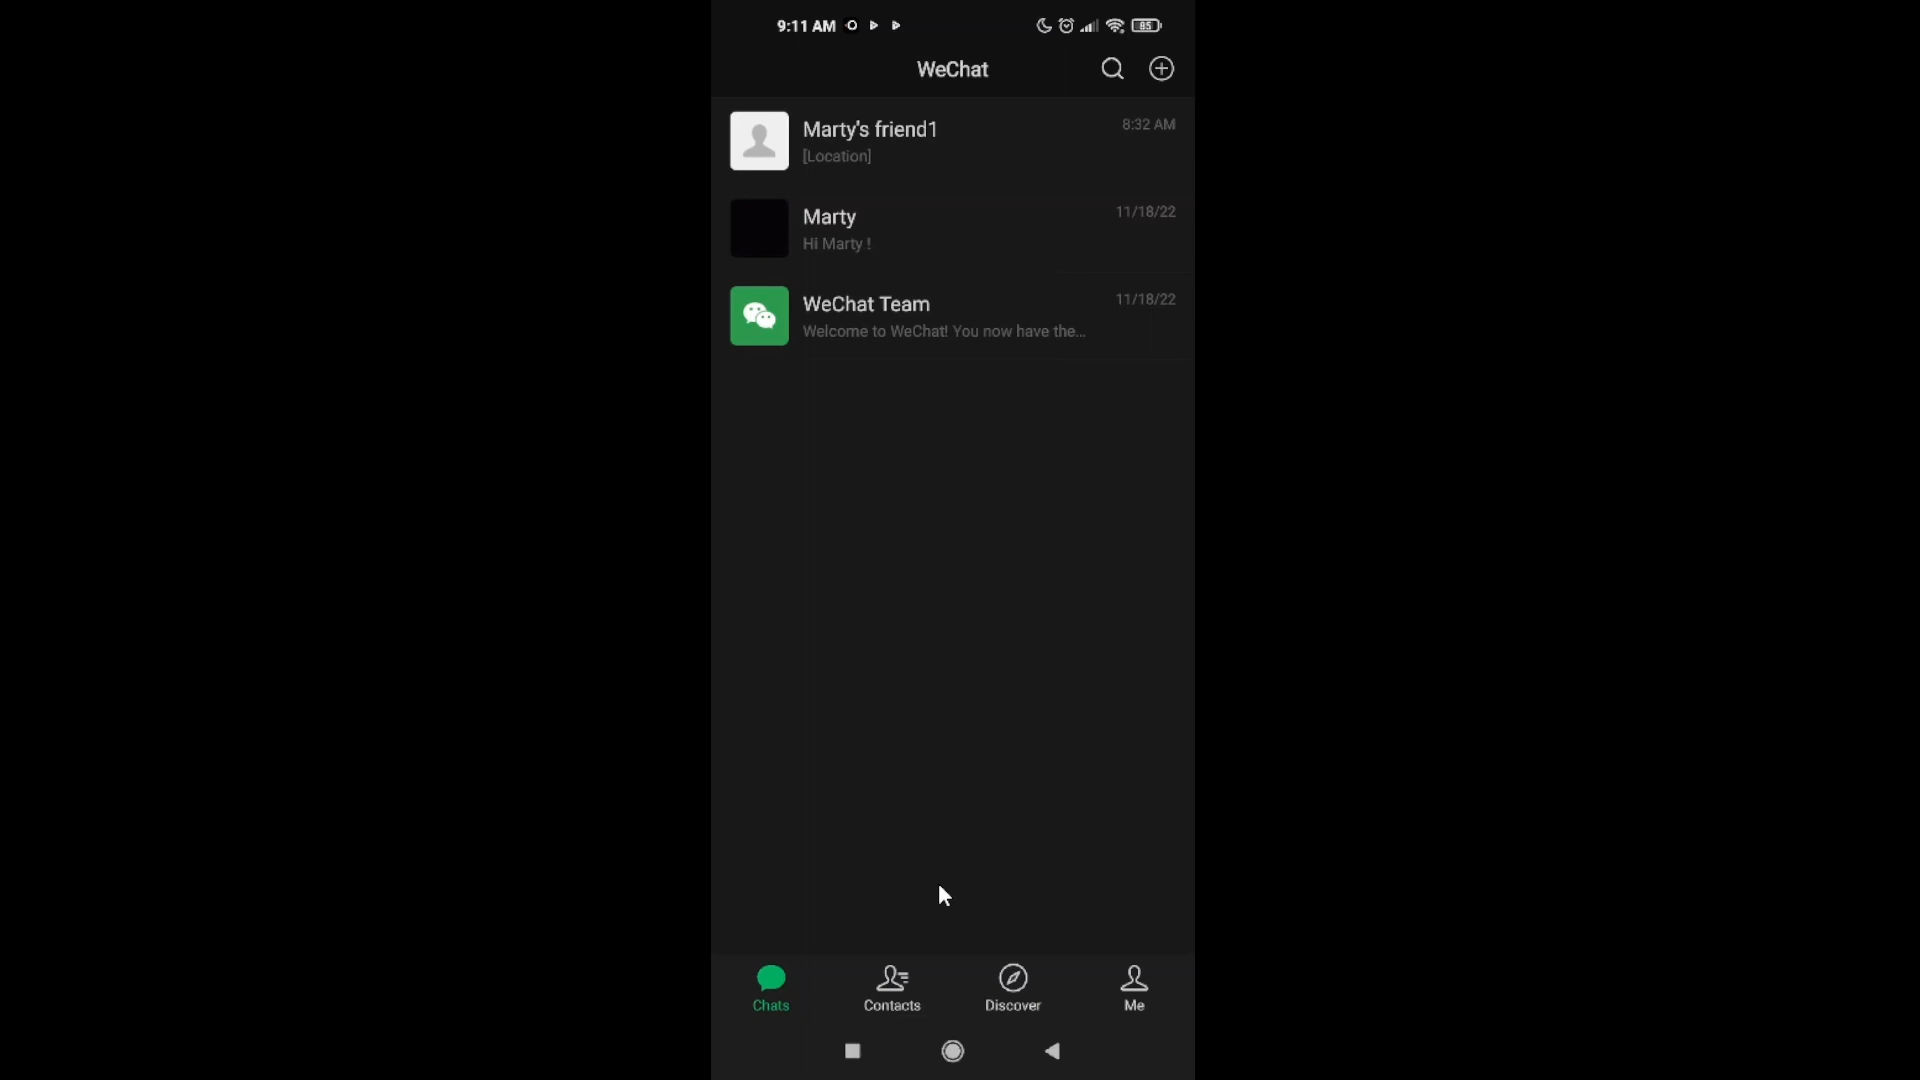 9:11 AM
85
WeChat
Marty's friend1
8:32 AM
[Location]
Marty
11/18/22
Hi Marty !
WeChat Team
11/18/22
Welcome to WeChat! You now have the...
Chats
Contacts
Discover
Me